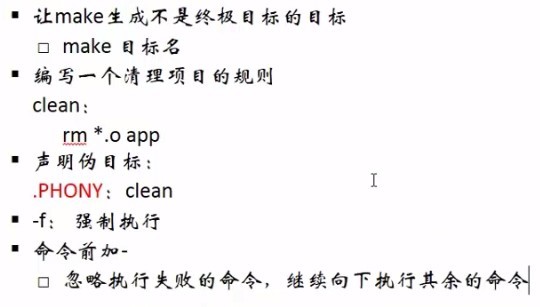 ▪ 让make生成不是终极目标的目标
□ make 目标名
▪ 编写一个清理项目的规则
clean：
rm *.o app
▪ 声明伪目标：
.PHONY：clean
▪ -f： 强制执行
▪ 命令前加-
□ 忽略执行失败的命令，继续向下执行其余的命令